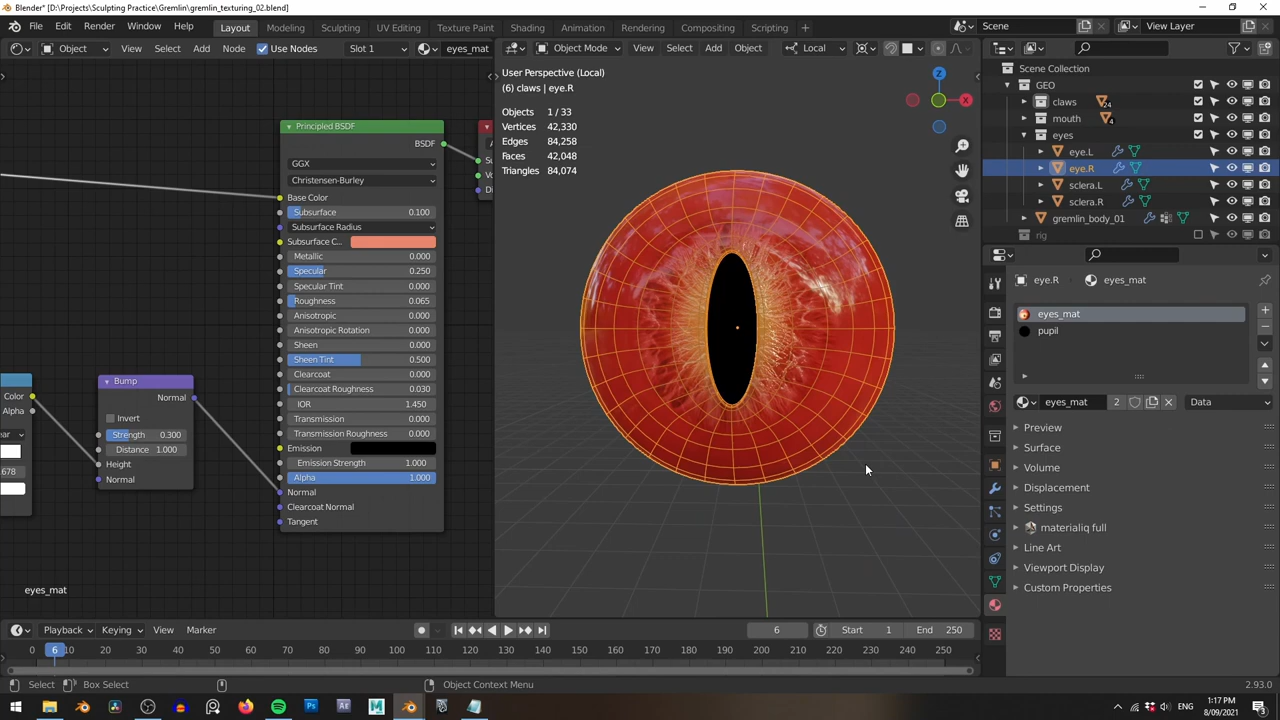 Blender* [D:\Projects\Sculpting Practice\Gremlin\gremlin_texturing_02.blend]
File Edit Render Window Help Layout Modeling Sculpting UV Editing Texture Paint Shading Animation Rendering Compositing Scripting Scene View Layer
Object View Select Add Node Use Nodes Slot 1 eyes_mat Object Mode View Select Add Object Local
User Perspective (Local)
(6) claws | eye.R
Objects 1 / 33
Vertices 42,330
Edges 84,258
Faces 42,048
Triangles 84,074
Z
X
Principled BSDF
BSDF
GGX
Christensen-Burley
Base Color
Subsurface 0.100
Subsurface Radius
Subsurface C...
Metallic 0.000
Specular 0.250
Specular Tint 0.000
Roughness 0.065
Anisotropic 0.000
Anisotropic Rotation 0.000
Sheen 0.000
Sheen Tint 0.500
Clearcoat 0.000
Clearcoat Roughness 0.030
IOR 1.450
Transmission 0.000
Transmission Roughness 0.000
Emission
Emission Strength 1.000
Alpha 1.000
Normal
Clearcoat Normal
Tangent
Color
Alpha
678
Bump
Normal
Invert
Strength 0.300
Distance 1.000
Height
Normal
eyes_mat
Scene Collection
GEO
claws 24
mouth 4
eyes
eye.L
eye.R
sclera.L
sclera.R
gremlin_body_01
rig
eye.R eyes_mat
eyes_mat
pupil
eyes_mat 2 Data
Preview
Surface
Volume
Displacement
Settings
materialiq full
Line Art
Viewport Display
Custom Properties
Playback Keying View Marker 6 Start 1 End 250
0 6 10 20 30 40 50 60 70 80 90 100 110 120 130 140 150 160 170 180 190 200 210 220 230 240 250
Select Box Select Object Context Menu 2.93.0
ENG 1:17 PM
8/09/2021